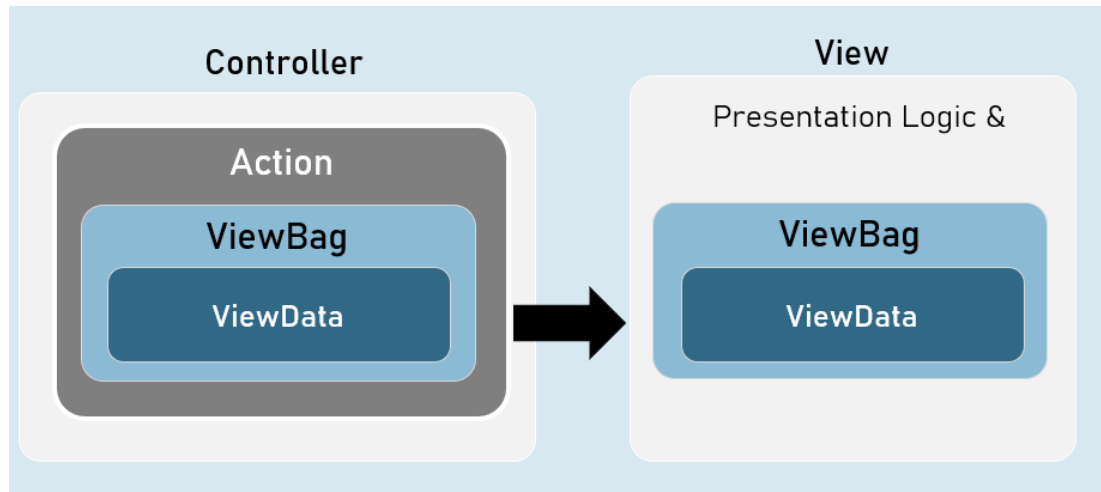 Controller
Action
ViewBag
ViewData
View
Presentation Logic &
ViewBag
ViewData